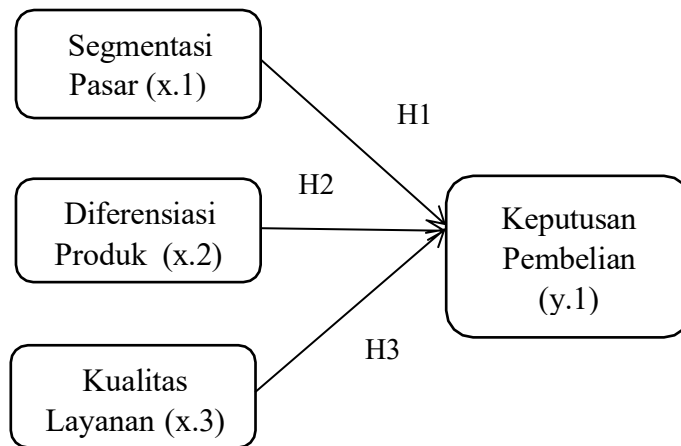 Segmentasi
Pasar (x.1)
H1
H2
Diferensiasi
Produk (x.2)
Keputusan
Pembelian
(y.1)
H3
Kualitas
Layanan (x.3)